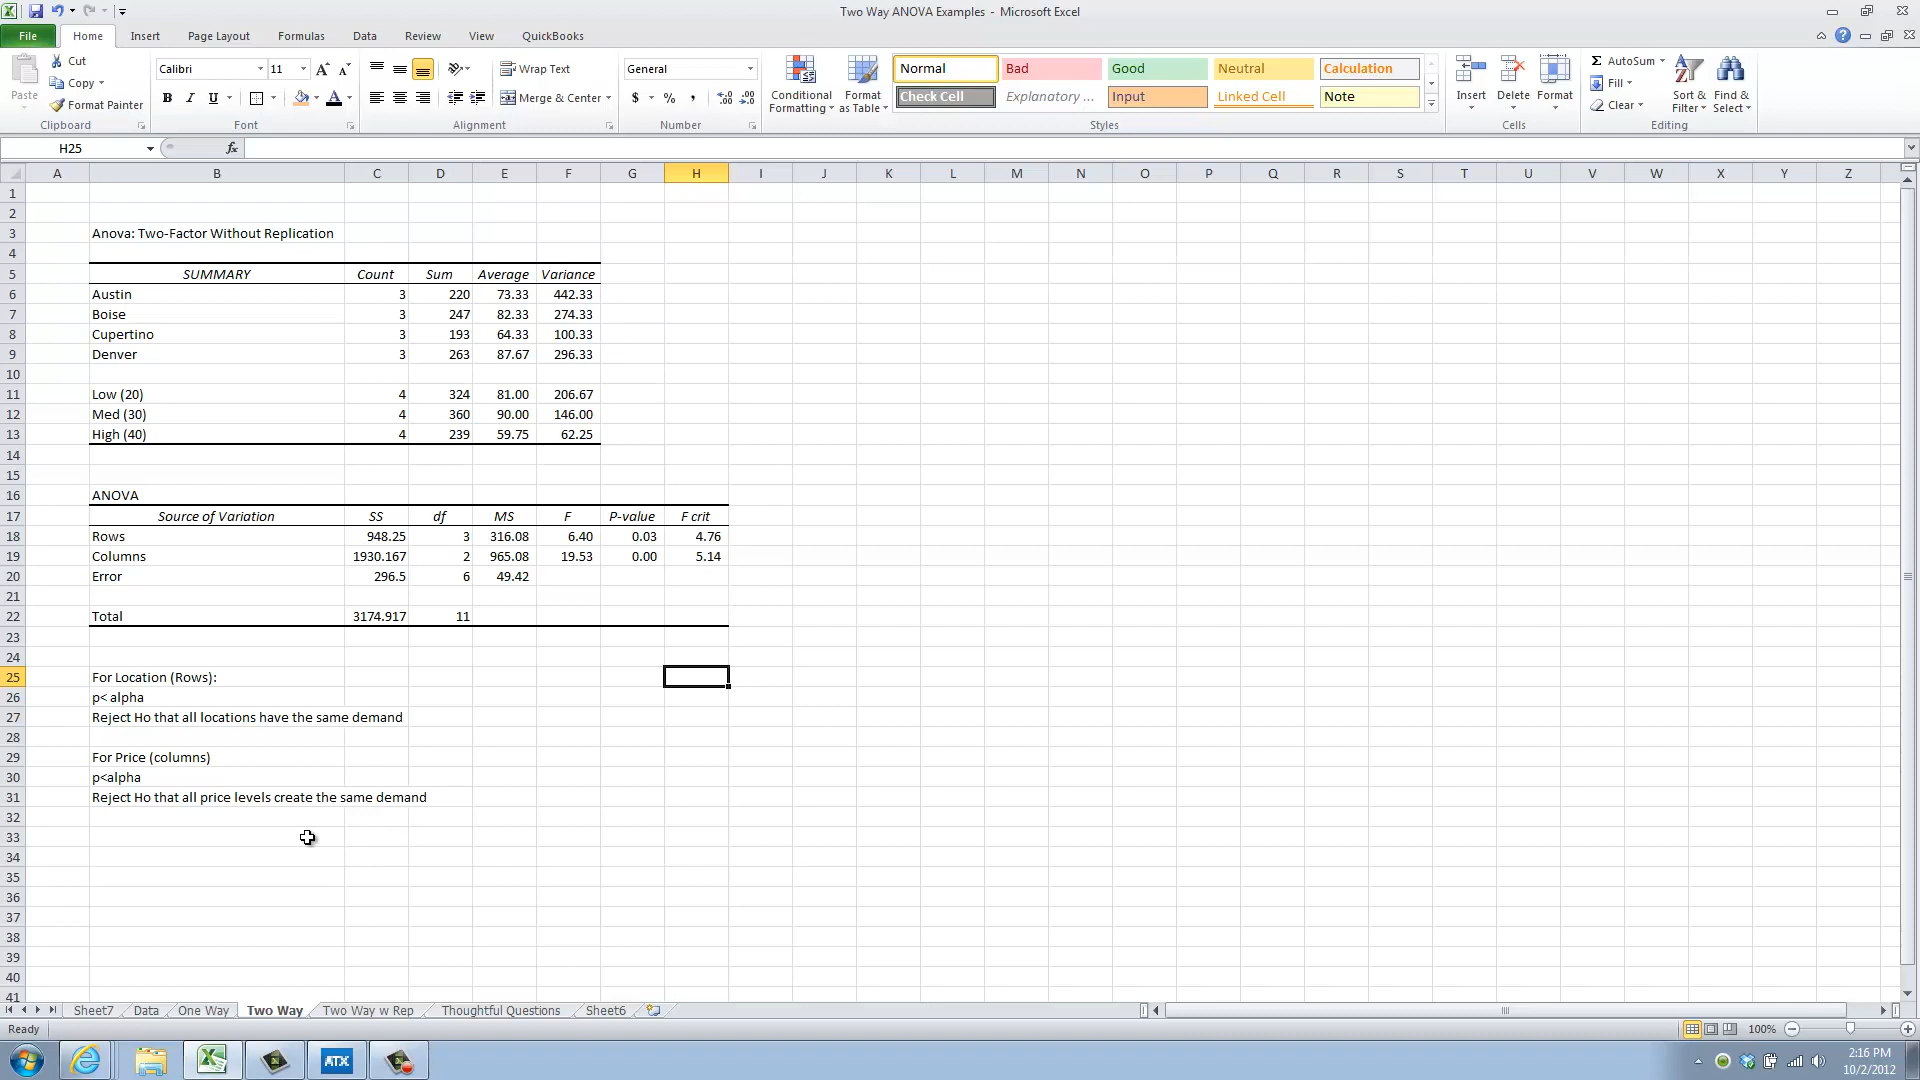 Two Way ANOVA Examples - Microsoft Excel
File Home Insert Page Layout Formulas Data Review View QuickBooks
Paste
Cut
Copy
Format Painter
Clipboard
Calibri 11
B I U
Font
Wrap Text
Merge & Center
Alignment
General
$ % ,
Number
Conditional Formatting
Format as Table
Normal Bad Good Neutral Calculation
Check Cell Explanatory ... Input Linked Cell Note
Styles
Insert Delete Format
Cells
Σ AutoSum
Fill
Clear
Sort & Filter
Find & Select
Editing
H25 fx
A B C D E F G H I J K L M N O P Q R S T U V W X Y Z
1
2
3 Anova: Two-Factor Without Replication
4
5 SUMMARY Count Sum Average Variance
6 Austin 3 220 73.33 442.33
7 Boise 3 247 82.33 274.33
8 Cupertino 3 193 64.33 100.33
9 Denver 3 263 87.67 296.33
10
11 Low (20) 4 324 81.00 206.67
12 Med (30) 4 360 90.00 146.00
13 High (40) 4 239 59.75 62.25
14
15
16 ANOVA
17 Source of Variation SS df MS F P-value F crit
18 Rows 948.25 3 316.08 6.40 0.03 4.76
19 Columns 1930.167 2 965.08 19.53 0.00 5.14
20 Error 296.5 6 49.42
21
22 Total 3174.917 11
23
24
25 For Location (Rows):
26 p< alpha
27 Reject Ho that all locations have the same demand
28
29 For Price (columns)
30 p<alpha
31 Reject Ho that all price levels create the same demand
32
33
34
35
36
37
38
39
40
41
Sheet7 Data One Way Two Way Two Way w Rep Thoughtful Questions Sheet6
Ready 100%
ATX
2:16 PM
10/2/2012